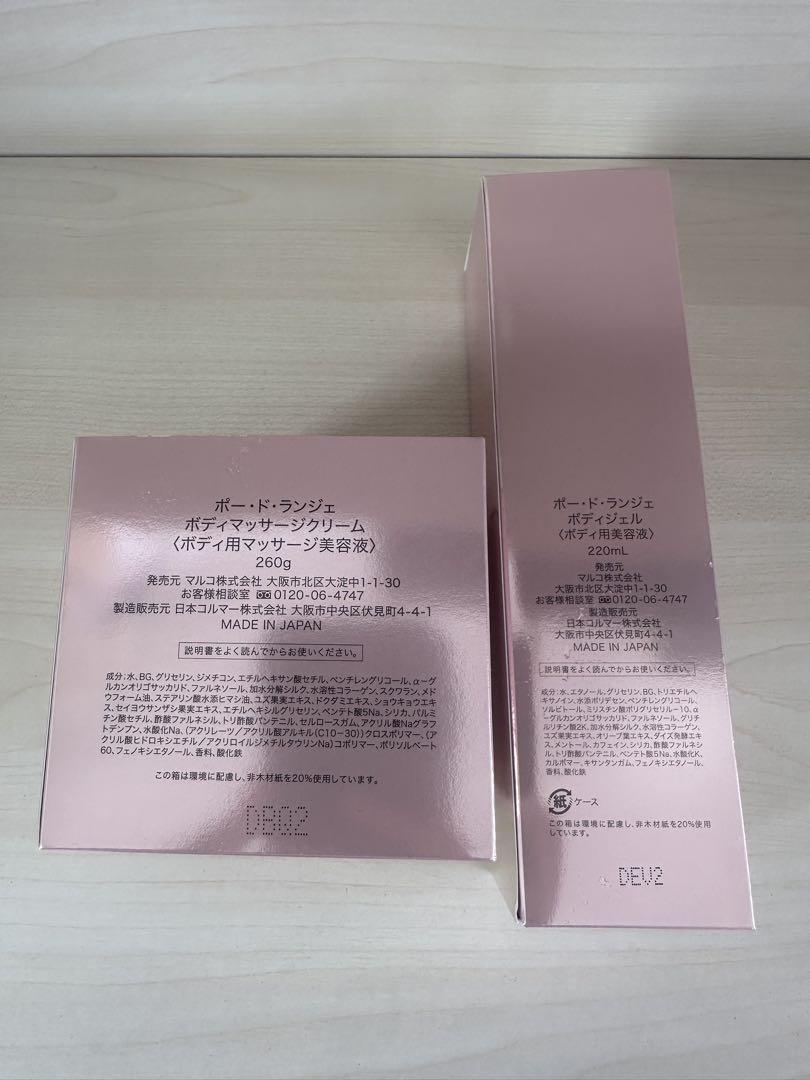 ポー・ド・ランジェ
ボディマッサージクリーム
〈ボディ用マッサージ美容液〉
260g
発売元 マルコ株式会社 大阪市北区大淀中1-1-30
お客様相談室 0120-06-4747
製造販売元 日本コルマー株式会社 大阪市中央区伏見町4-4-1
MADE IN JAPAN
説明書をよく読んでからお使いください。
成分:水、BG、グリセリン、ジメチコン、エチルヘキサン酸セチル、ペンチレングリコール、α-グ
ルカンオリゴサッカリド、ファルネソール、加水分解シルク、水溶性コラーゲン、スクワラン、メド
ウフォーム油、ステアリン酸水添ヒマシ油、ユズ果実エキス、ドクダミエキス、ショウキョウエキ
ス、セイヨウサンザシ果実エキス、エチルヘキシルグリセリン、ペンテト酸5Na、シリカ、パルミ
チン酸セチル、酢酸ファルネシル、トリ酢酸パンテニル、セルロースガム、アクリル酸Naグラフ
トデンプン、水酸化Na、(アクリレーツ/アクリル酸アルキル(C10-30))クロスポリマー、(ア
クリル酸ヒドロキシエチル/アクリロイルジメチルタウリンNa)コポリマー、ポリソルベート
60、フェノキシエタノール、香料、酸化鉄
この箱は環境に配慮し、非木材紙を20%使用しています。
DBQ2
ポー・ド・ランジェ
ボディジェル
〈ボディ用美容液〉
220mL
発売元
マルコ株式会社
大阪市北区大淀中1-1-30
お客様相談室 0120-06-4747
製造販売元
日本コルマー株式会社
大阪市中央区伏見町4-4-1
MADE IN JAPAN
説明書をよく読んでからお使いください。
成分:水、エタノール、グリセリン、BG、トリエチルヘ
キサノイン、水添ポリデセン、ペンチレングリコール、
ソルビトール、ミリスチン酸ポリグリセリル-10、α
-グルカンオリゴサッカリド、ファルネソール、グリチ
ルリチン酸2K、加水分解シルク、水溶性コラーゲン、
ユズ果実エキス、オリーブ葉エキス、ダイズ発酵エキ
ス、メントール、カフェイン、シリカ、酢酸ファルネシ
ル、トリ酢酸パンテニル、ペンテト酸5Na、水酸化K、
カルボマー、キサンタンガム、フェノキシエタノール、
香料、酸化鉄
紙 ケース
この箱は環境に配慮し、非木材紙を20%使用
しています。
DEV2